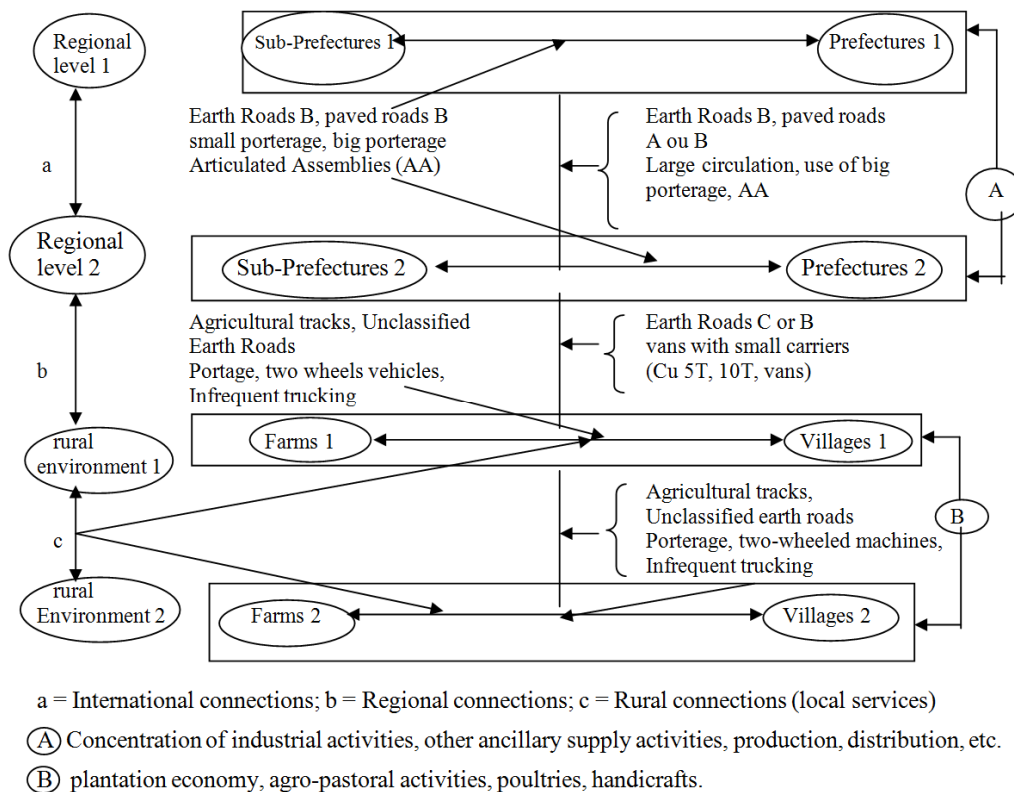 Regional
level 1
Sub-Prefectures 1
Prefectures 1
Earth Roads B, paved roads B
small porterage, big porterage
Articulated Assemblies (AA)
Earth Roads B, paved roads
A ou B
Large circulation, use of big
porterage, AA
a
A
Regional
level 2
Sub-Prefectures 2
Prefectures 2
Agricultural tracks, Unclassified
Earth Roads
Portage, two wheels vehicles,
Infrequent trucking
Earth Roads C or B
vans with small carriers
(Cu 5T, 10T, vans)
b
rural
environment 1
Farms 1
Villages 1
Agricultural tracks,
Unclassified earth roads
Porterage, two-wheeled machines,
Infrequent trucking
B
c
rural
Environment 2
Farms 2
Villages 2
a = International connections; b = Regional connections; c = Rural connections (local services)
A Concentration of industrial activities, other ancillary supply activities, production, distribution, etc.
B plantation economy, agro-pastoral activities, poultries, handicrafts.